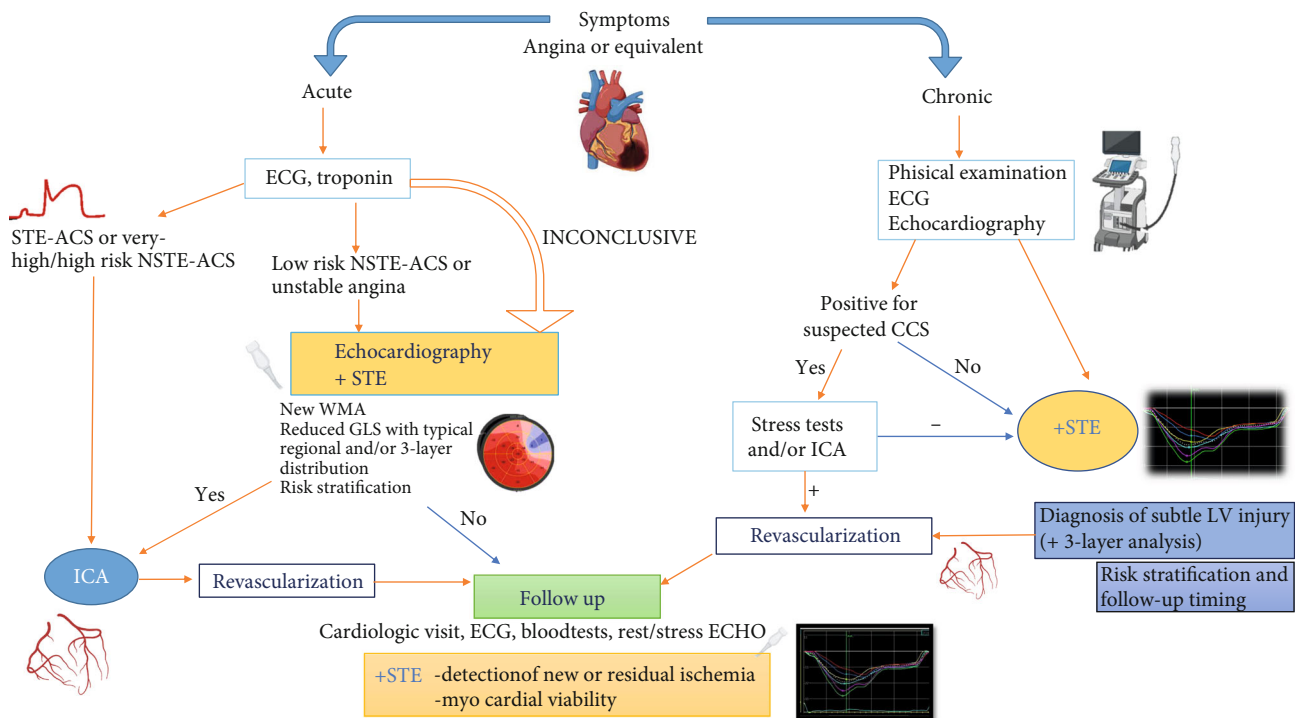 Symptoms
Angina or equivalent
Acute
Chronic
ECG, troponin
Phisical examination
ECG
Echocardiography
STE-ACS or very-
high/high risk NSTE-ACS
INCONCLUSIVE
Low risk NSTE-ACS or
unstable angina
Positive for
suspected CCS
Echocardiography
+ STE
Yes
No
New WMA
Reduced GLS with typical
regional and/or 3-layer
distribution
Risk stratification
Stress tests
and/or ICA
–
+STE
Yes
No
+
Revascularization
Diagnosis of subtle LV injury
(+ 3-layer analysis)
Risk stratification and
follow-up timing
ICA
Revascularization
Follow up
Cardiologic visit, ECG, bloodtests, rest/stress ECHO
+STE -detectionof new or residual ischemia
-myo cardial viability